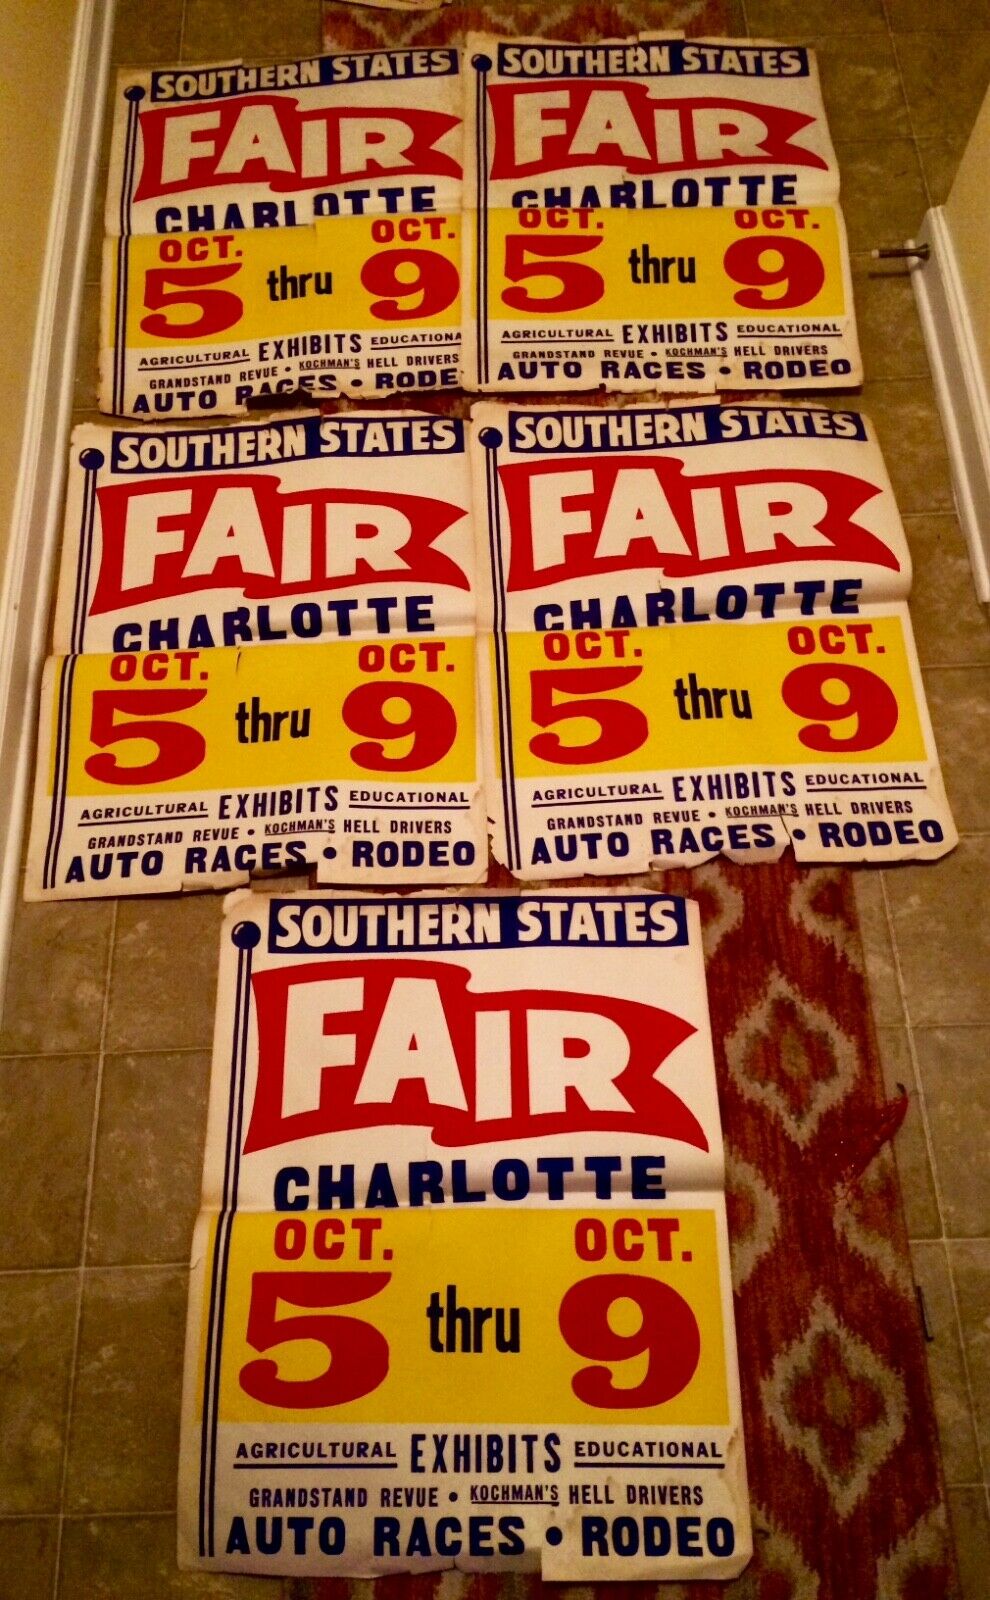 SOUTHERN STATES
FAIR
CHARLOTTE
OCT. OCT.
5 thru 9
AGRICULTURAL EXHIBITS EDUCATIONA
GRANDSTAND REVUE • KOCHMAN'S HELL DRIVERS
AUTO RACES • RODE
SOUTHERN STATES
FAIR
CHARLOTTE
OCT. OCT.
5 thru 9
AGRICULTURAL EXHIBITS EDUCATIONAL
GRANDSTAND REVUE • KOCHMAN'S HELL DRIVERS
AUTO RACES • RODEO
SOUTHERN STATES
FAIR
CHARLOTTE
OCT. OCT.
5 thru 9
AGRICULTURAL EXHIBITS EDUCATIONAL
GRANDSTAND REVUE • KOCHMAN'S HELL DRIVERS
AUTO RACES • RODEO
SOUTHERN STATES
FAIR
CHARLOTTE
OCT. OCT.
5 thru 9
AGRICULTURAL EXHIBITS EDUCATIONAL
GRANDSTAND REVUE • KOCHMAN'S HELL DRIVERS
AUTO RACES • RODEO
SOUTHERN STATES
FAIR
CHARLOTTE
OCT. OCT.
5 thru 9
AGRICULTURAL EXHIBITS EDUCATIONAL
GRANDSTAND REVUE • KOCHMAN'S HELL DRIVERS
AUTO RACES • RODEO